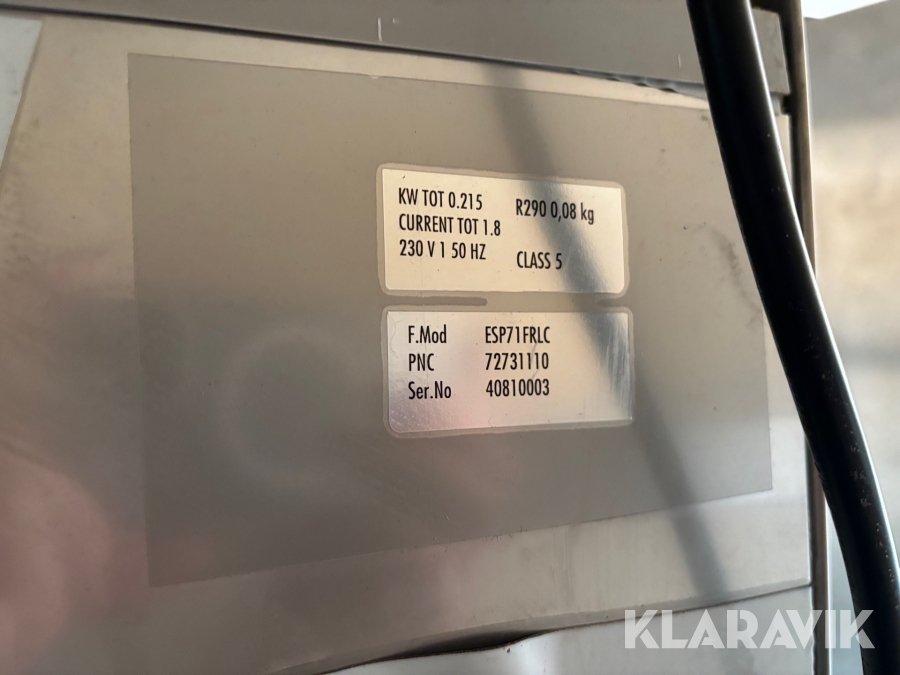 KW TOT 0.215 R290 0,08 kg
CURRENT TOT 1.8
230 V 1 50 HZ CLASS 5
F.Mod ESP71FRLC
PNC 72731110
Ser.No 40810003
KLARAVIK